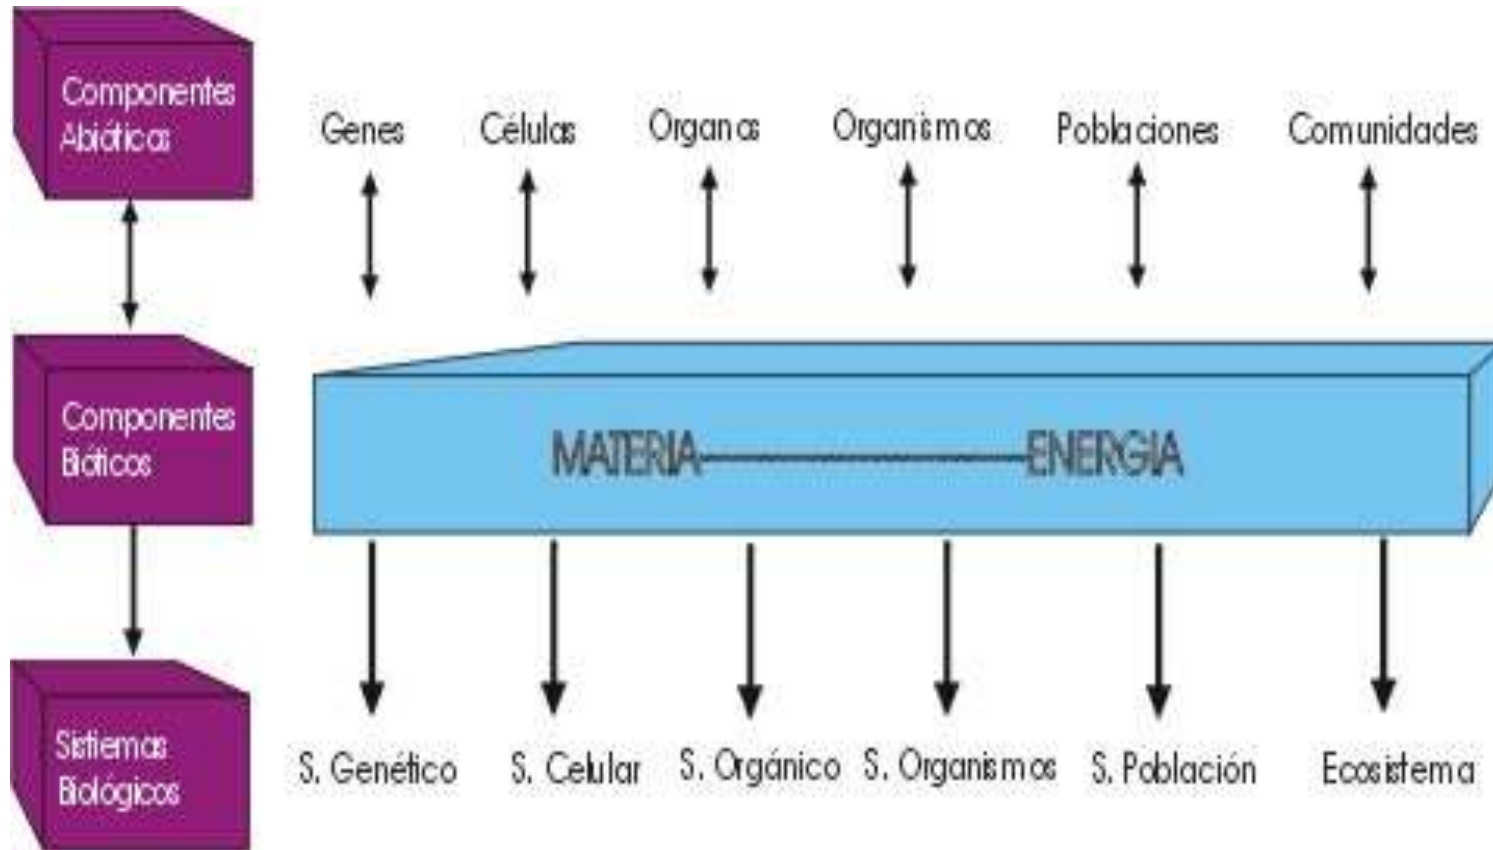 Componentes
Abióticos
Genes
Células
Organos
Organismos
Poblaciones
Comunidades
Componentes
Bióticos
MATERIA
ENERGIA
Sistiemas
Biológicos
S. Genético
S. Celular
S. Orgánico
S. Organismos
S. Población
Ecosistema